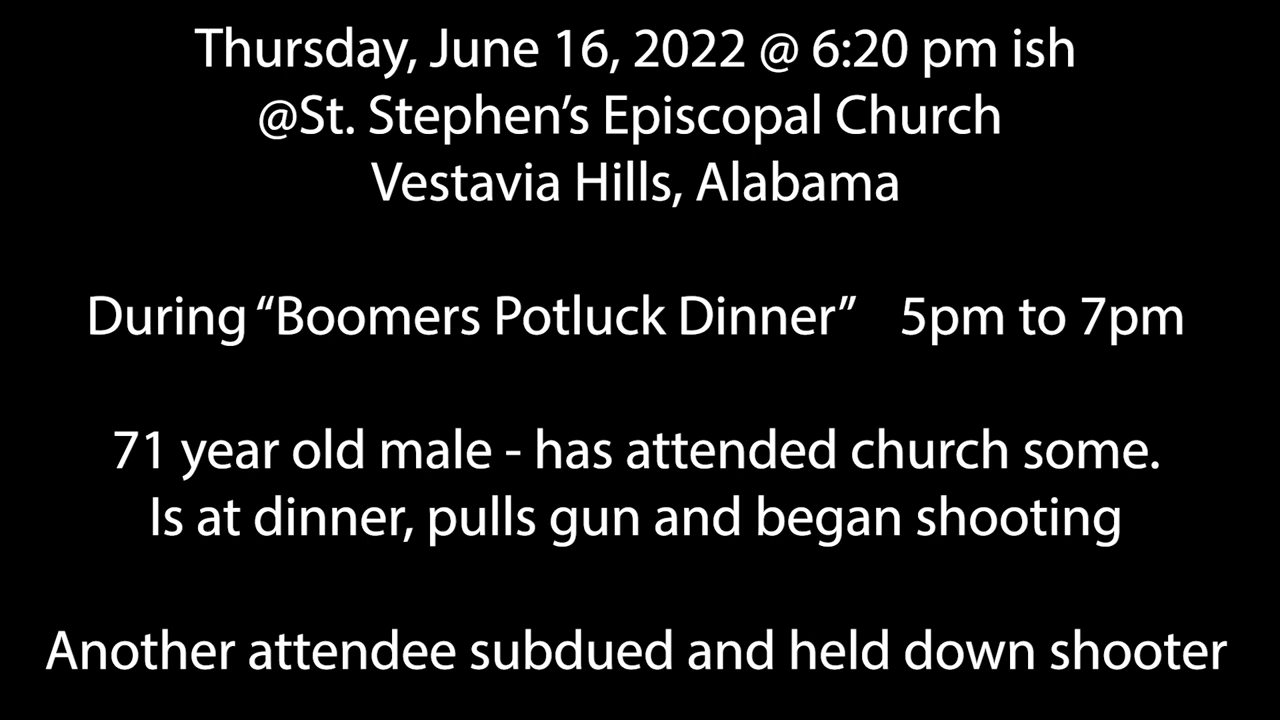 Thursday, June 16, 2022 @ 6:20 pm ish
@St. Stephen’s Episcopal Church
Vestavia Hills, Alabama
During “Boomers Potluck Dinner” 5pm to 7pm
71 year old male - has attended church some.
Is at dinner, pulls gun and began shooting
Another attendee subdued and held down shooter